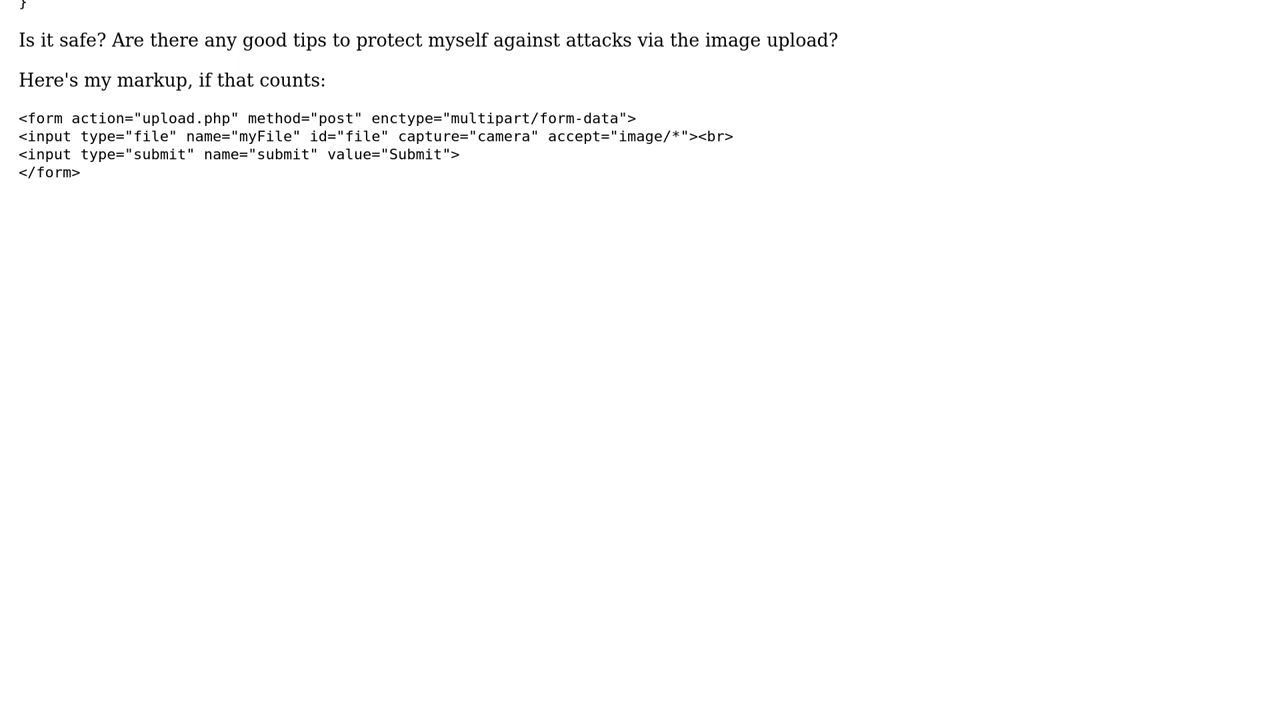 }
Is it safe? Are there any good tips to protect myself against attacks via the image upload?
Here's my markup, if that counts:
<form action="upload.php" method="post" enctype="multipart/form-data">
<input type="file" name="myFile" id="file" capture="camera" accept="image/*"><br>
<input type="submit" name="submit" value="Submit">
</form>